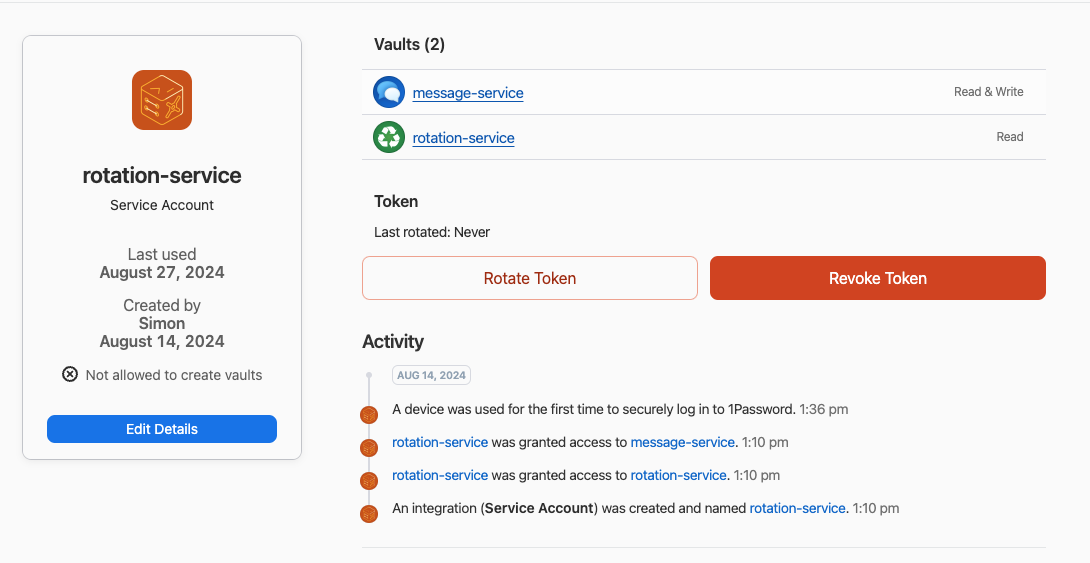 rotation-service
Service Account
Last used
August 27, 2024
Created by
Simon
August 14, 2024
Not allowed to create vaults
Edit Details
Vaults (2)
message-service Read & Write
rotation-service Read
Token
Last rotated: Never
Rotate Token Revoke Token
Activity
AUG 14, 2024
A device was used for the first time to securely log in to 1Password. 1:36 pm
rotation-service was granted access to message-service. 1:10 pm
rotation-service was granted access to rotation-service. 1:10 pm
An integration (Service Account) was created and named rotation-service. 1:10 pm